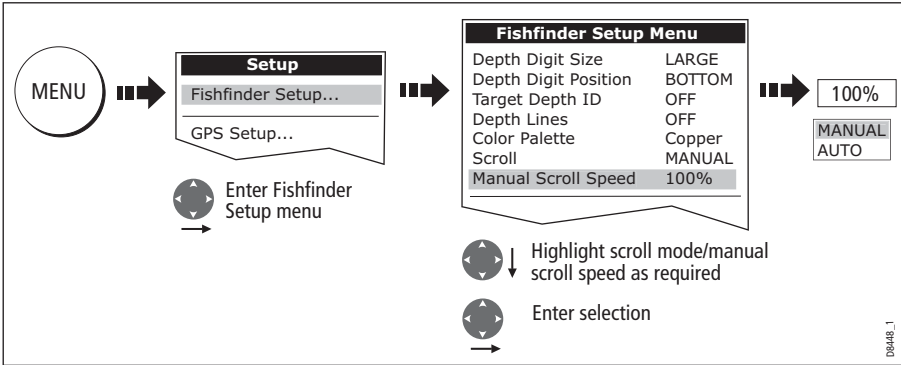 MENU
Setup
Fishfinder Setup...
GPS Setup...
Enter Fishfinder
Setup menu
Fishfinder Setup Menu
Depth Digit Size LARGE
Depth Digit Position BOTTOM
Target Depth ID OFF
Depth Lines OFF
Color Palette Copper
Scroll MANUAL
Manual Scroll Speed 100%
Highlight scroll mode/manual
scroll speed as required
Enter selection
100%
MANUAL
AUTO
D8448_1